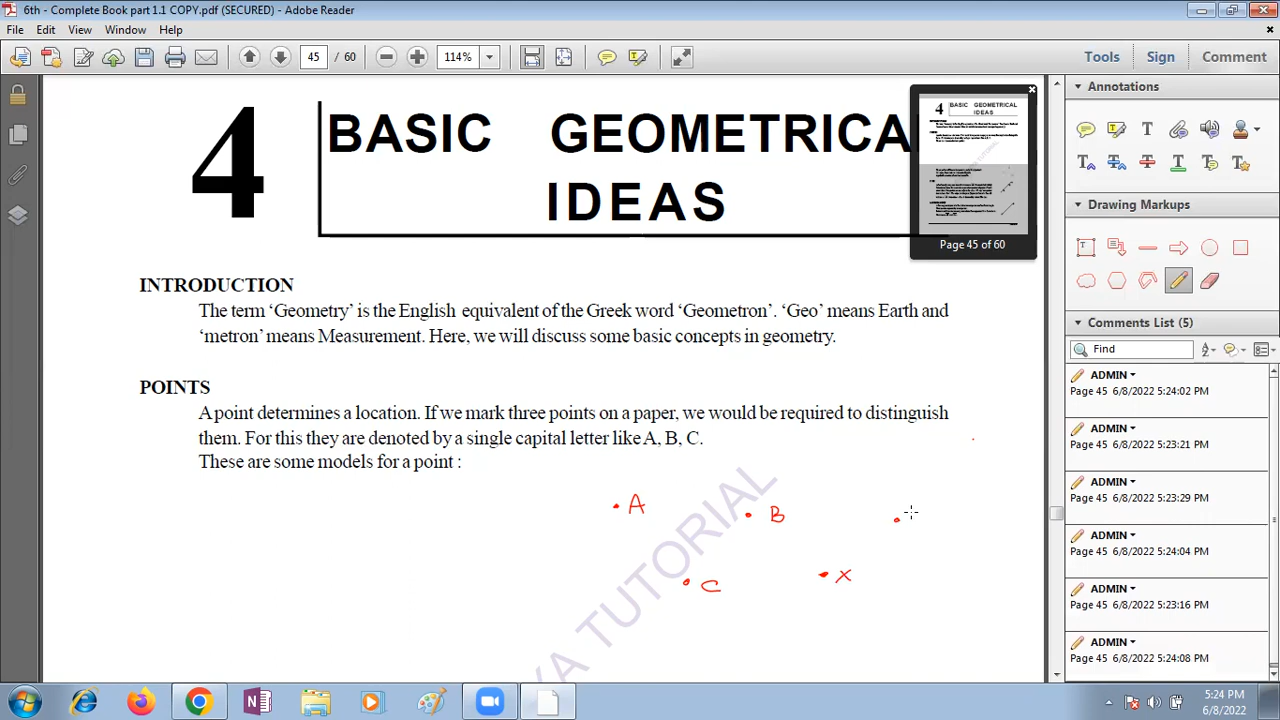 6th - Complete Book part 1.1 COPY.pdf (SECURED) - Adobe Reader
File Edit View Window Help
45 / 60 114% Tools Sign Comment
Annotations
4 BASIC GEOMETRICA
IDEAS
Page 45 of 60
Drawing Markups
Comments List (5)
Find
INTRODUCTION
The term ‘Geometry’ is the English equivalent of the Greek word ‘Geometron’. ‘Geo’ means Earth and
‘metron’ means Measurement. Here, we will discuss some basic concepts in geometry.
POINTS
A point determines a location. If we mark three points on a paper, we would be required to distinguish
them. For this they are denoted by a single capital letter like A, B, C.
These are some models for a point :
A
B
C
X
YA TUTORIAL
ADMIN
Page 45 6/8/2022 5:24:02 PM
ADMIN
Page 45 6/8/2022 5:23:21 PM
ADMIN
Page 45 6/8/2022 5:23:29 PM
ADMIN
Page 45 6/8/2022 5:24:04 PM
ADMIN
Page 45 6/8/2022 5:23:16 PM
ADMIN
Page 45 6/8/2022 5:24:08 PM
5:24 PM
6/8/2022